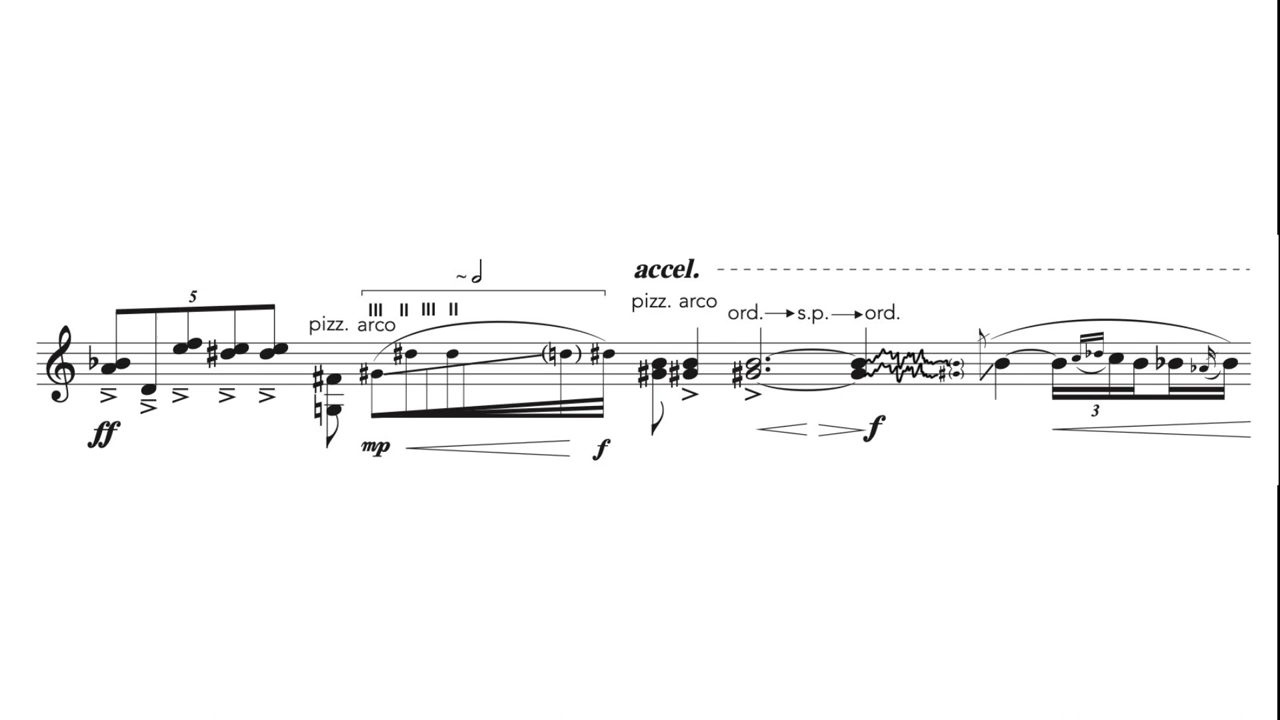 accel.
5
~
pizz. arco
III II III II
pizz. arco
ord. s.p. ord.
ff
mp
f
f
3